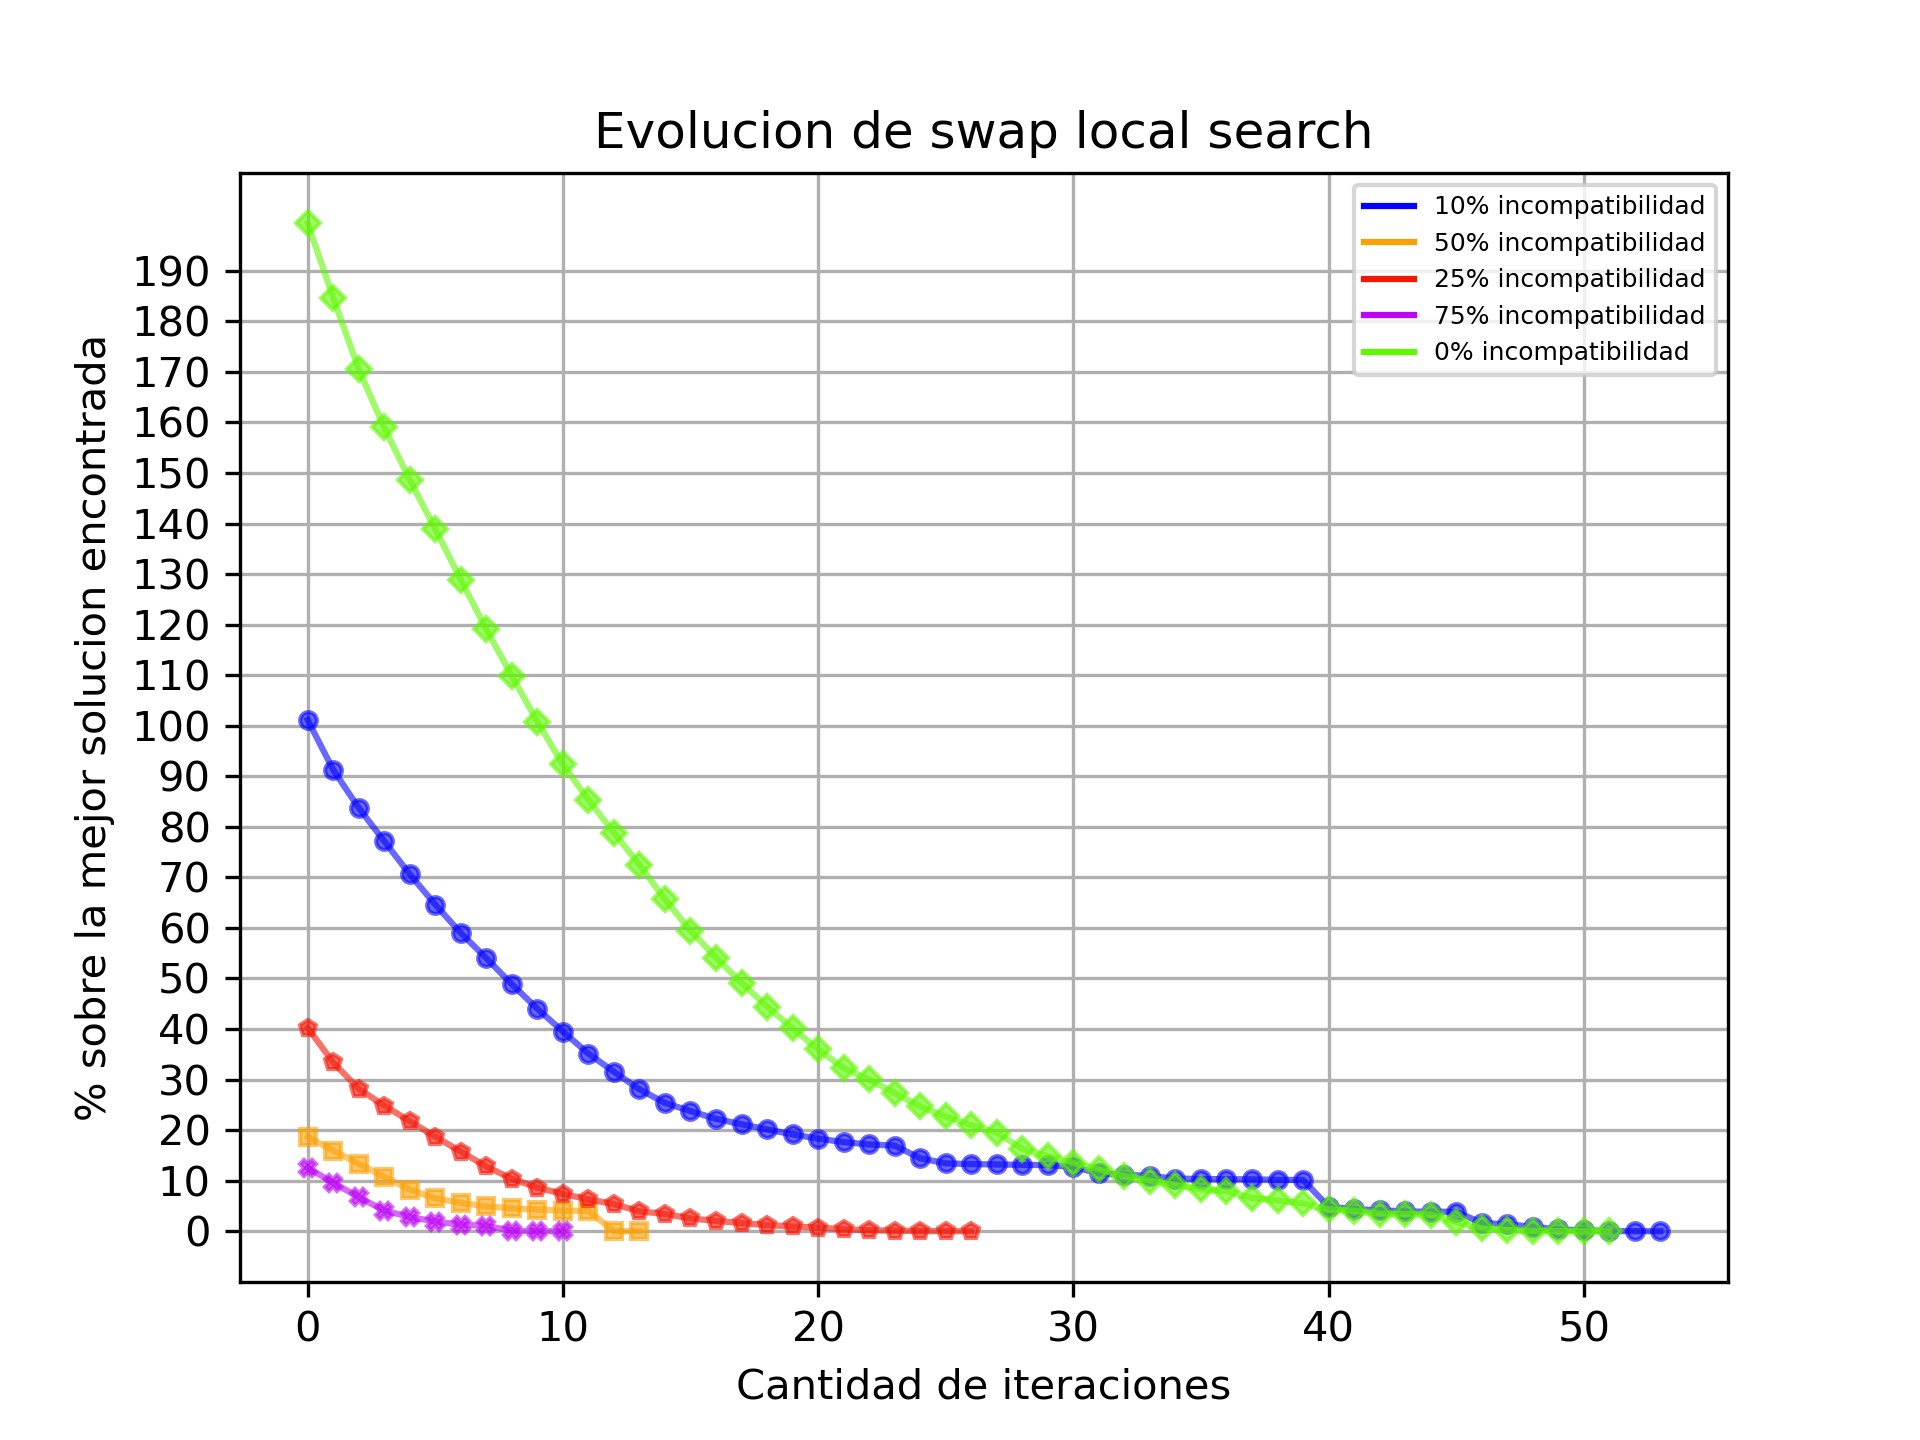 Evolucion de swap local search
10% incompatibilidad
50% incompatibilidad
25% incompatibilidad
75% incompatibilidad
0% incompatibilidad
% sobre la mejor solucion encontrada
190
180
170
160
150
140
130
120
110
100
90
80
70
60
50
40
30
20
10
0
0 10 20 30 40 50
Cantidad de iteraciones